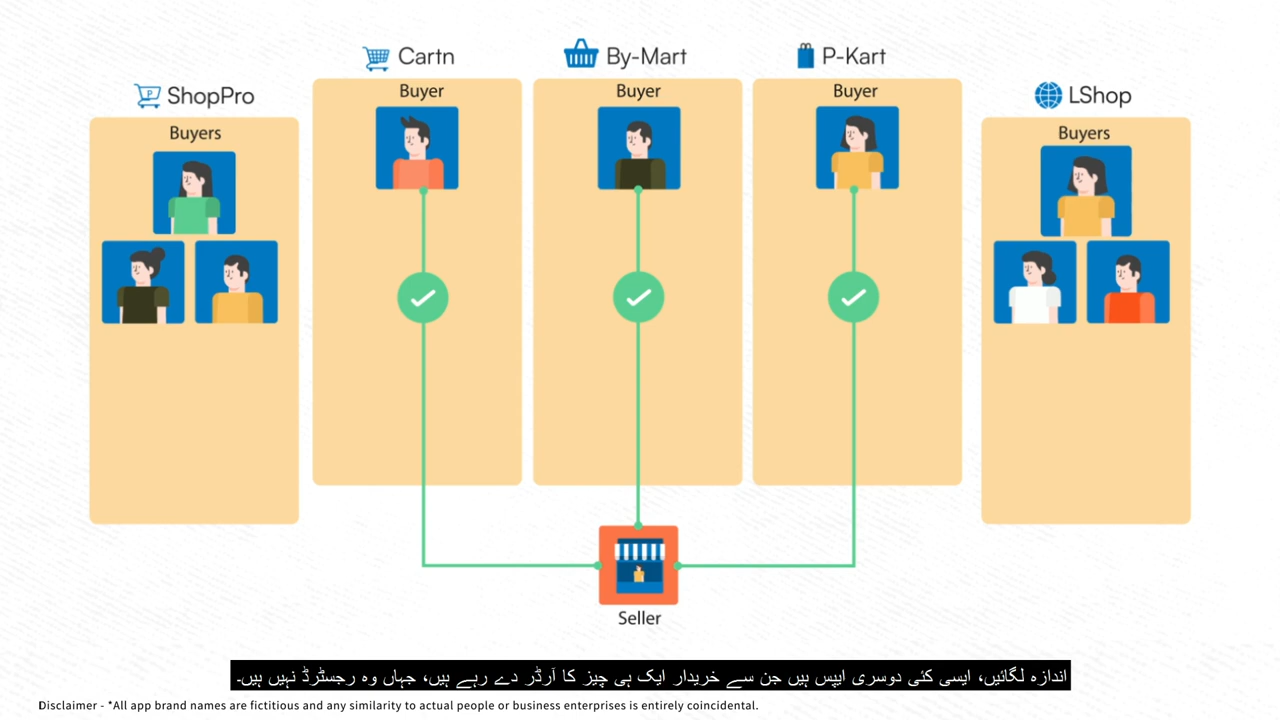 Cartn
By-Mart
P-Kart
ShopPro
LShop
Buyer
Buyer
Buyer
Buyers
Buyers
Seller
اندازہ لگائیں، ایسی کئی دوسری ایپس ہیں جن سے خریدار ایک ہی چیز کا آرڈر دے رہے ہیں، جہاں وہ رجسٹرڈ نہیں ہیں۔
Disclaimer - *All app brand names are fictitious and any similarity to actual people or business enterprises is entirely coincidental.